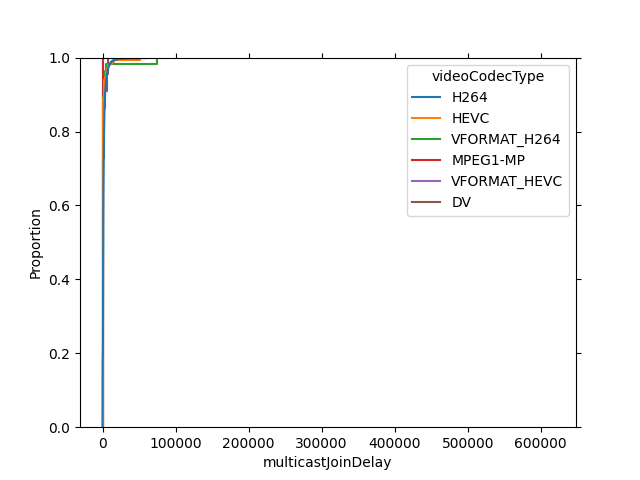 1.0
0.8
0.6
0.4
0.2
0.0
Proportion
0 100000 200000 300000 400000 500000 600000
multicastJoinDelay
videoCodecType
H264
HEVC
VFORMAT_H264
MPEG1-MP
VFORMAT_HEVC
DV